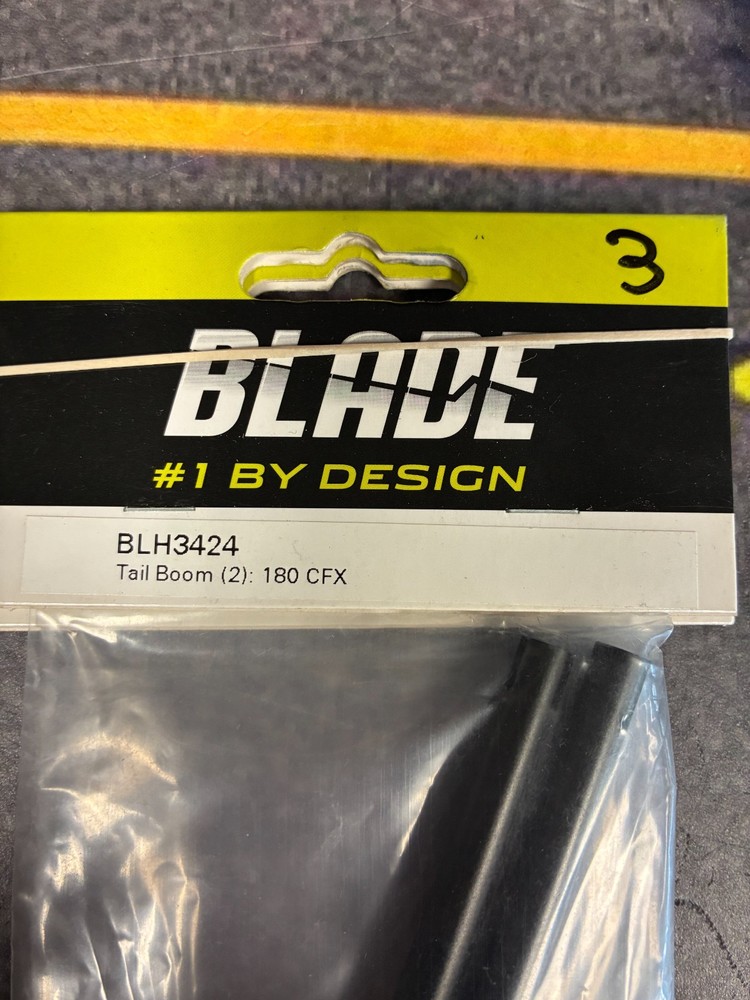 3
BLADE
#1 BY DESIGN
BLH3424
Tail Boom (2): 180 CFX